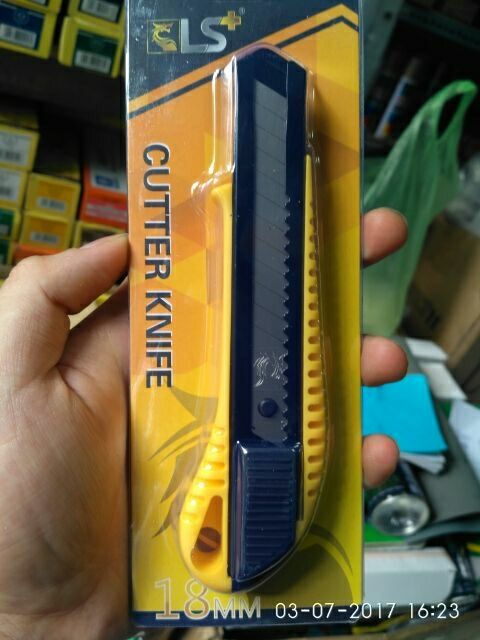 LS+
CUTTER KNIFE
18MM
03-07-2017 16:23